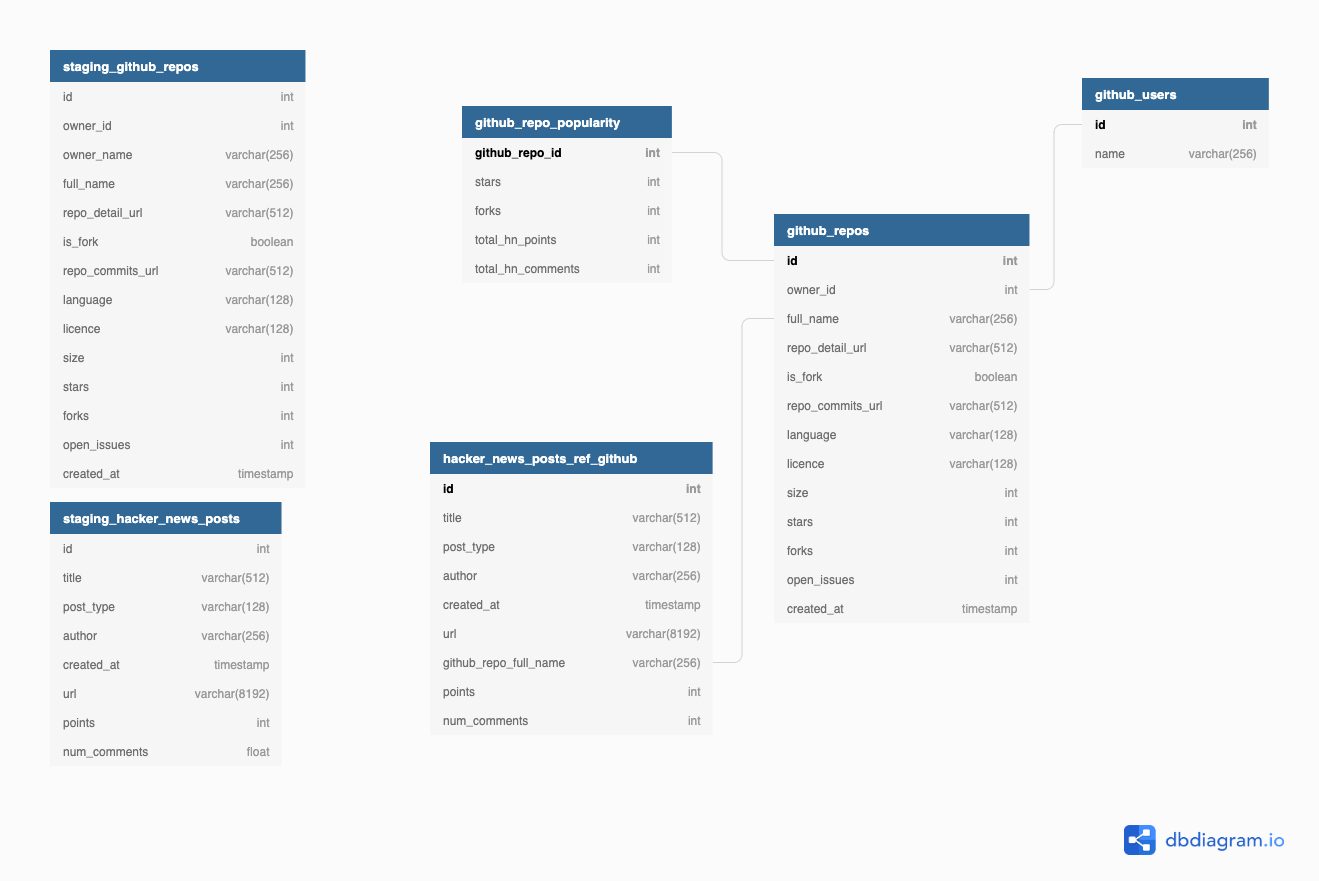 staging_github_repos
id int
owner_id int
owner_name varchar(256)
full_name varchar(256)
repo_detail_url varchar(512)
is_fork boolean
repo_commits_url varchar(512)
language varchar(128)
licence varchar(128)
size int
stars int
forks int
open_issues int
created_at timestamp
staging_hacker_news_posts
id int
title varchar(512)
post_type varchar(128)
author varchar(256)
created_at timestamp
url varchar(8192)
points int
num_comments float
github_repo_popularity
github_repo_id int
stars int
forks int
total_hn_points int
total_hn_comments int
hacker_news_posts_ref_github
id int
title varchar(512)
post_type varchar(128)
author varchar(256)
created_at timestamp
url varchar(8192)
github_repo_full_name varchar(256)
points int
num_comments int
github_repos
id int
owner_id int
full_name varchar(256)
repo_detail_url varchar(512)
is_fork boolean
repo_commits_url varchar(512)
language varchar(128)
licence varchar(128)
size int
stars int
forks int
open_issues int
created_at timestamp
github_users
id int
name varchar(256)
dbdiagram.io